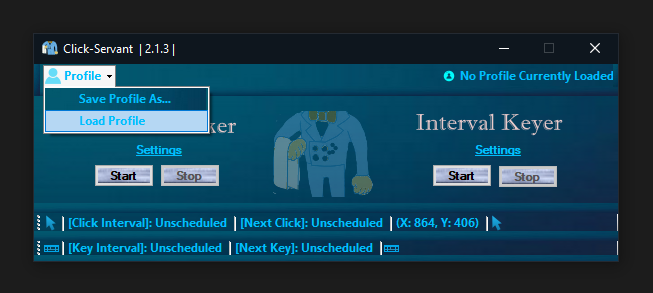 Click-Servant | 2.1.3 |
Profile
No Profile Currently Loaded
Save Profile As...
Load Profile
ker
Interval Keyer
Settings
Settings
Start Stop
Start Stop
[Click Interval]: Unscheduled [Next Click]: Unscheduled (X: 864, Y: 406)
[Key Interval]: Unscheduled [Next Key]: Unscheduled